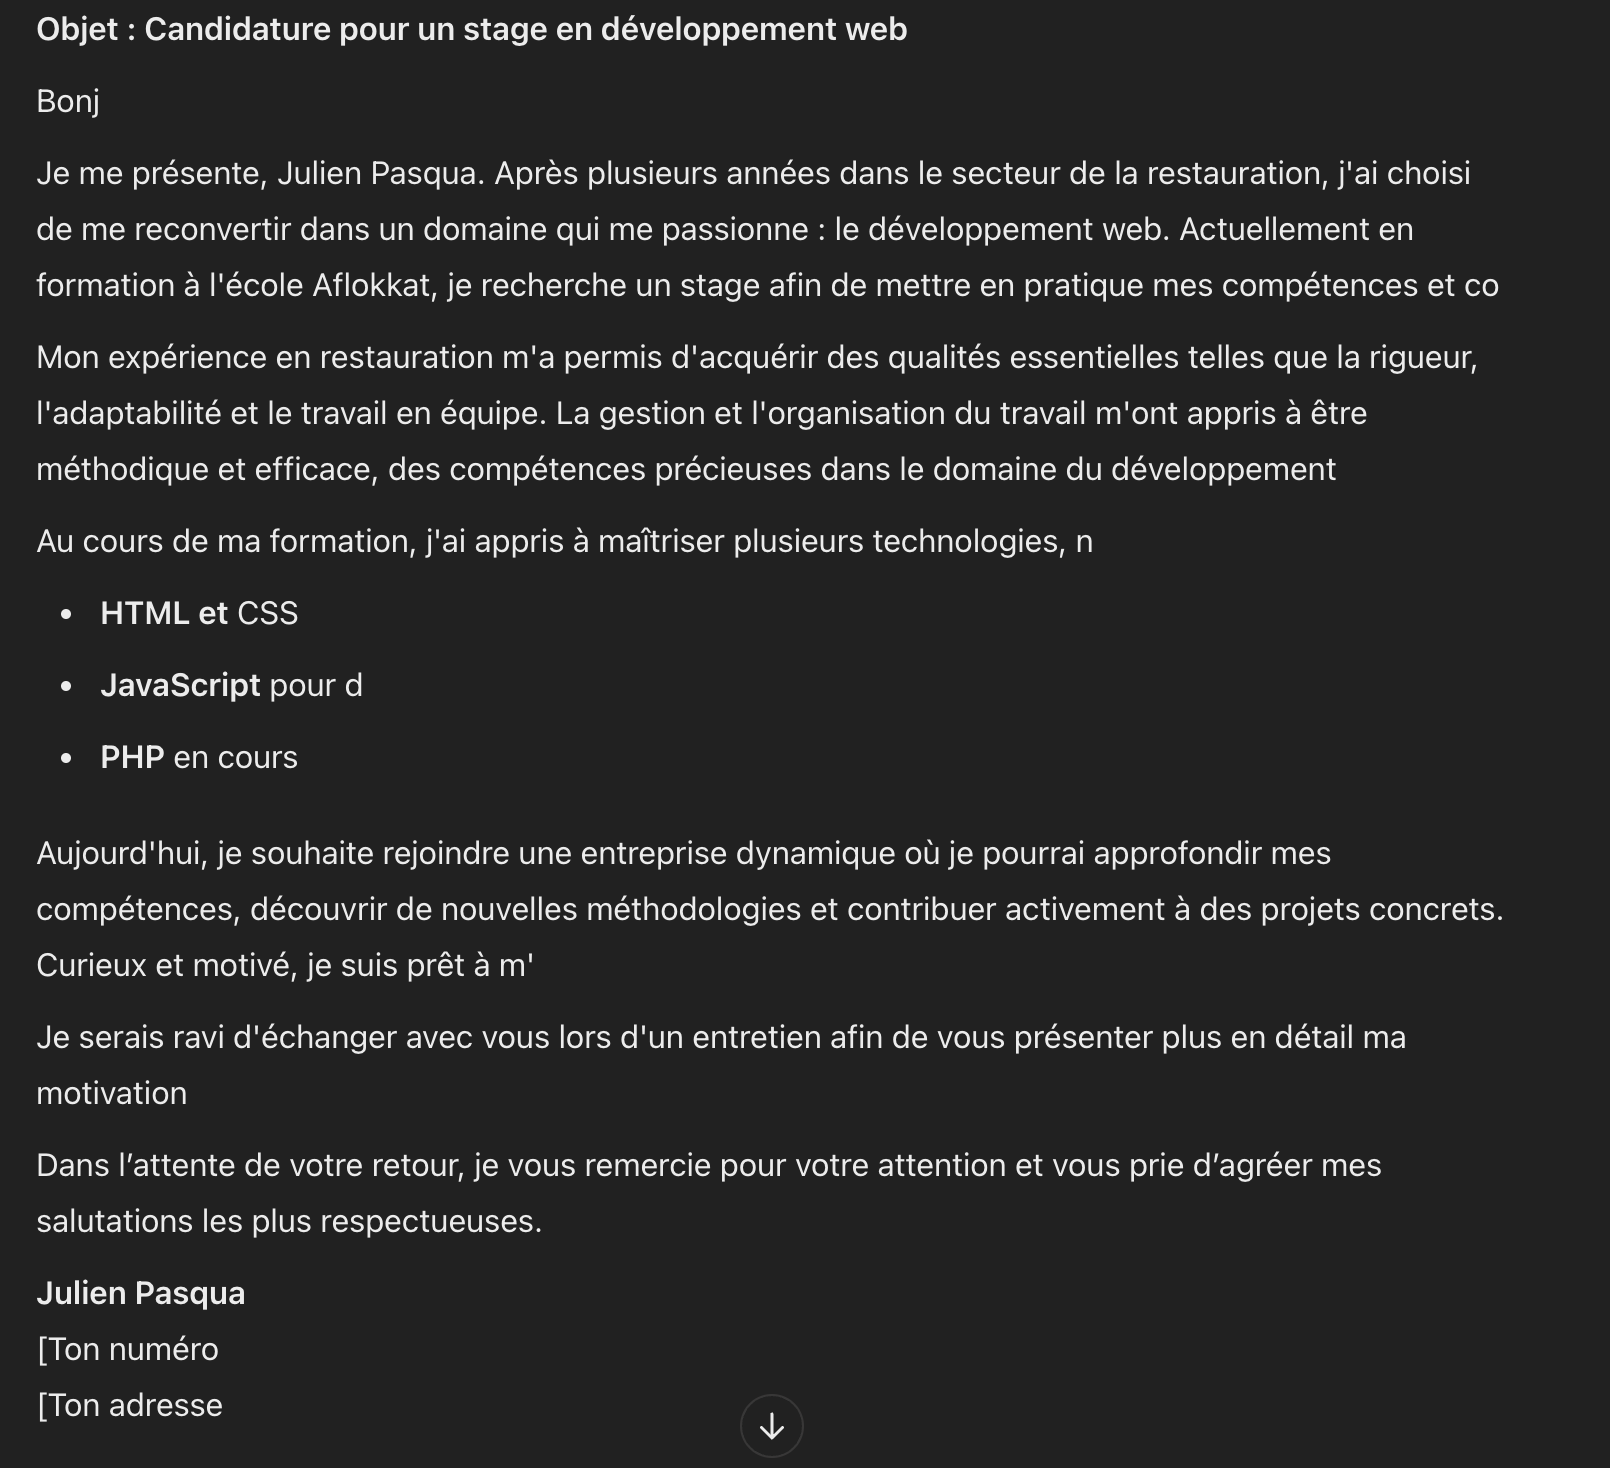 Objet : Candidature pour un stage en développement web
Bonj
Je me présente, Julien Pasqua. Après plusieurs années dans le secteur de la restauration, j'ai choisi
de me reconvertir dans un domaine qui me passionne : le développement web. Actuellement en
formation à l'école Aflokkat, je recherche un stage afin de mettre en pratique mes compétences et co
Mon expérience en restauration m'a permis d'acquérir des qualités essentielles telles que la rigueur,
l'adaptabilité et le travail en équipe. La gestion et l'organisation du travail m'ont appris à être
méthodique et efficace, des compétences précieuses dans le domaine du développement
Au cours de ma formation, j'ai appris à maîtriser plusieurs technologies, n
• HTML et CSS
• JavaScript pour d
• PHP en cours
Aujourd'hui, je souhaite rejoindre une entreprise dynamique où je pourrai approfondir mes
compétences, découvrir de nouvelles méthodologies et contribuer activement à des projets concrets.
Curieux et motivé, je suis prêt à m'
Je serais ravi d'échanger avec vous lors d'un entretien afin de vous présenter plus en détail ma
motivation
Dans l’attente de votre retour, je vous remercie pour votre attention et vous prie d’agréer mes
salutations les plus respectueuses.
Julien Pasqua
[Ton numéro
[Ton adresse